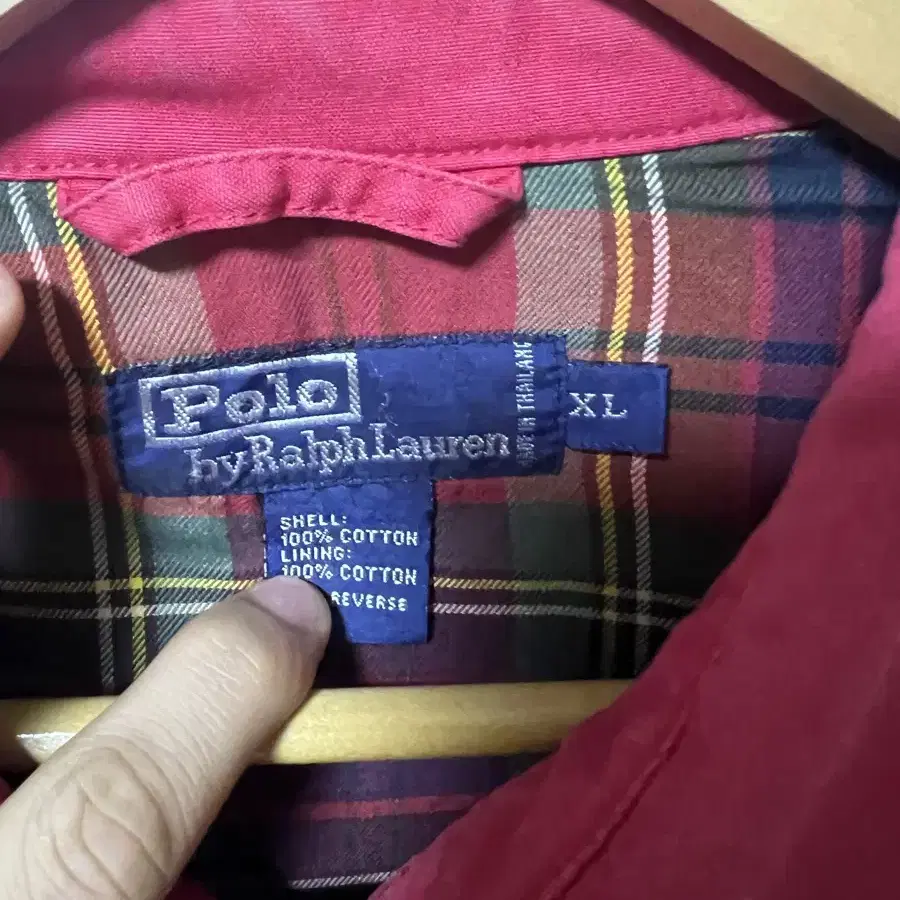 Polo
by Ralph Lauren
MADE IN THAILAND
XL
SHELL:
100% COTTON
LINING:
100% COTTON
REVERSE